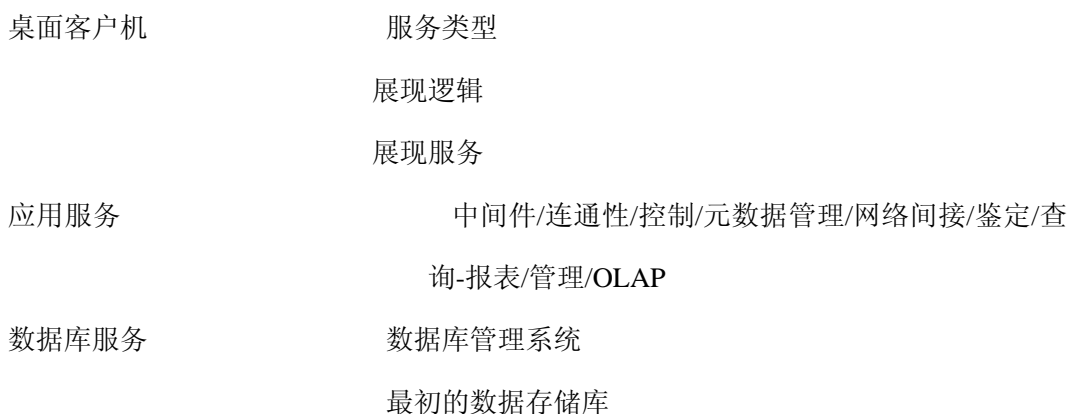 桌面客户机 服务类型
展现逻辑
展现服务
应用服务 中间件/连通性/控制/元数据管理/网络间接/鉴定/查
询-报表/管理/OLAP
数据库服务 数据库管理系统
最初的数据存储库